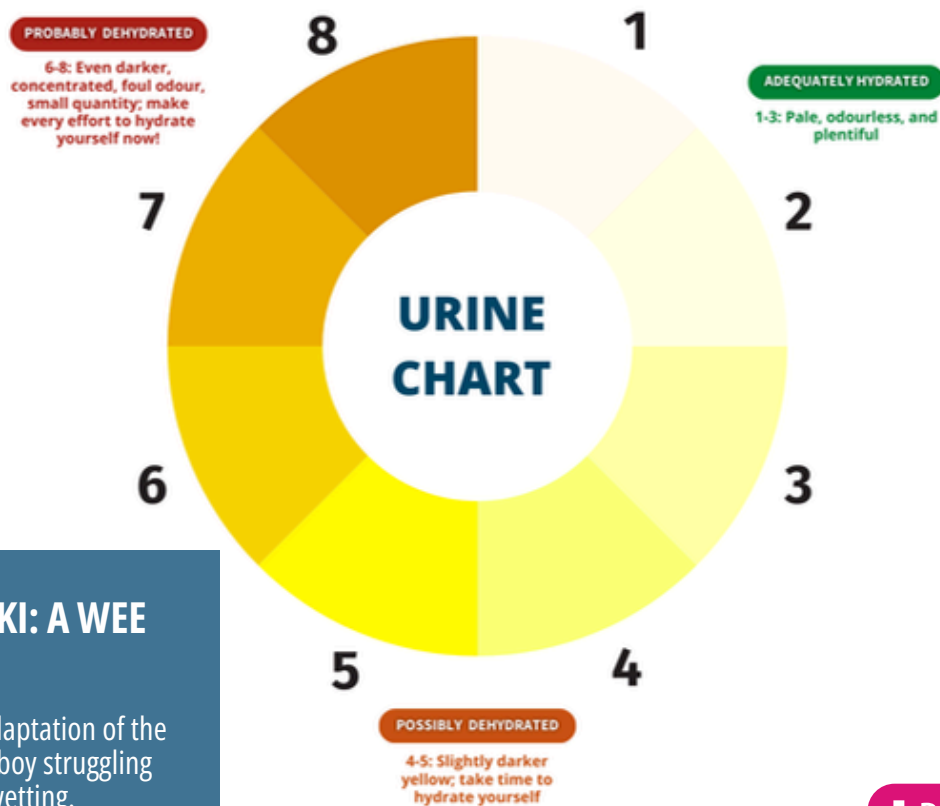 PROBABLY DEHYDRATED
6-8: Even darker,
concentrated, foul odour,
small quantity; make
every effort to hydrate
yourself now!
8
1
ADEQUATELY HYDRATED
1-3: Pale, odourless, and
plentiful
7
2
URINE
CHART
6
3
KI: A WEE
5
4
POSSIBLY DEHYDRATED
4-5: Slightly darker
yellow; take time to
hydrate yourself
of the
boy struggling